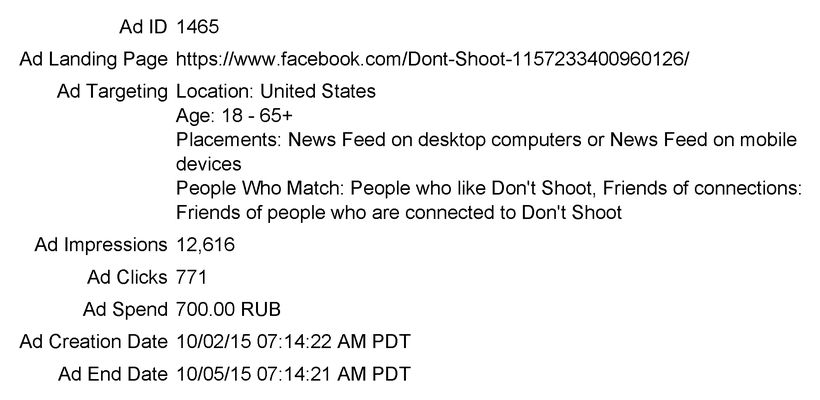 Ad ID 1465
Ad Landing Page https://www.facebook.com/Dont-Shoot-1157233400960126/
Ad Targeting Location: United States
Age: 18 - 65+
Placements: News Feed on desktop computers or News Feed on mobile
devices
People Who Match: People who like Don't Shoot, Friends of connections:
Friends of people who are connected to Don't Shoot
Ad Impressions 12,616
Ad Clicks 771
Ad Spend 700.00 RUB
Ad Creation Date 10/02/15 07:14:22 AM PDT
Ad End Date 10/05/15 07:14:21 AM PDT